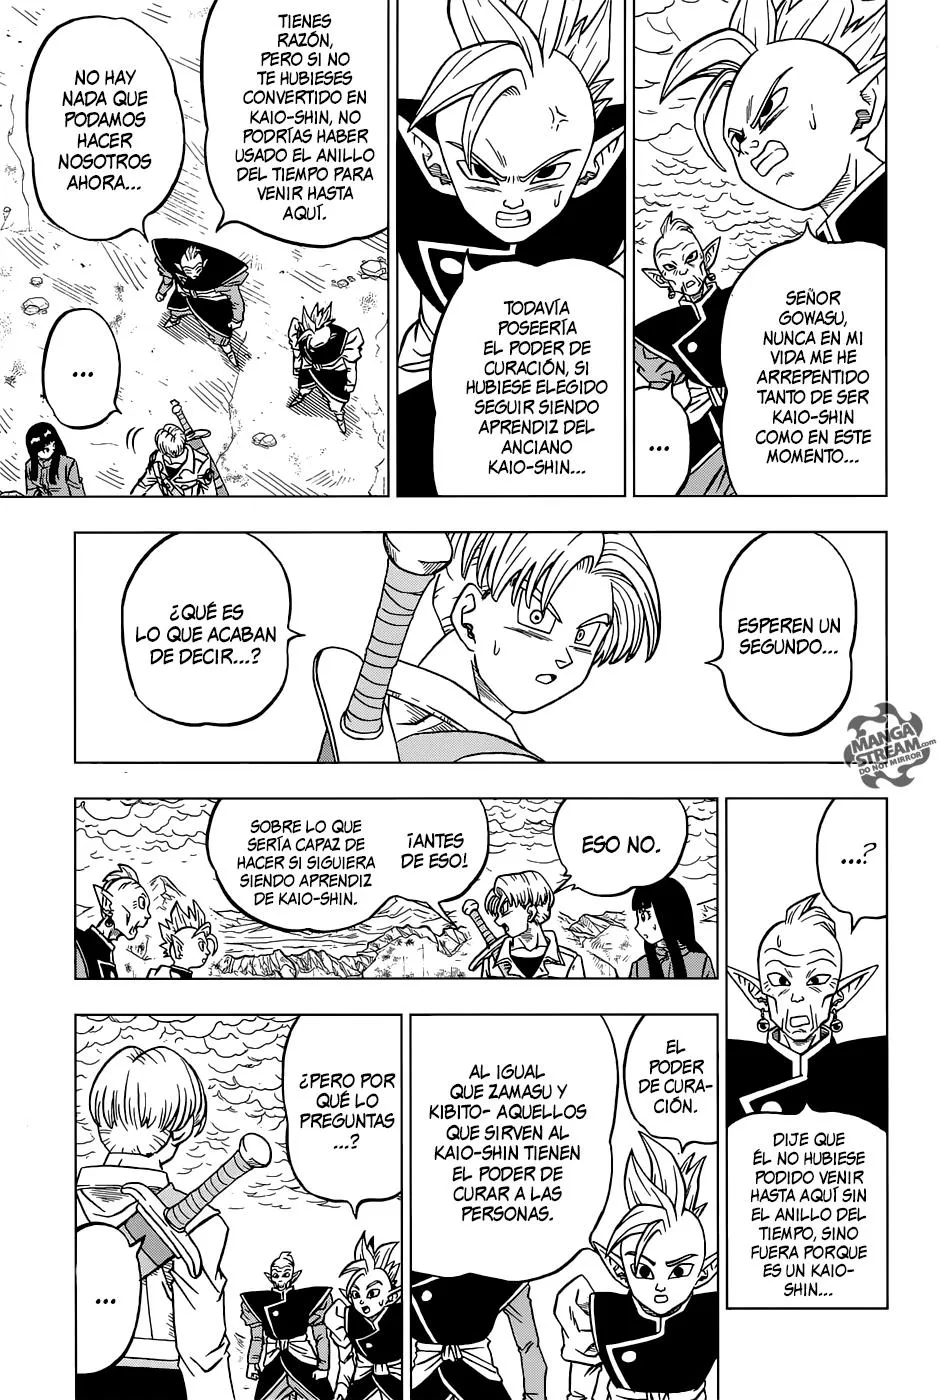 SEÑOR
GOWASU,
NUNCA EN MI
VIDA ME HE
ARREPENTIDO
TANTO DE SER
KAIO-SHIN
COMO EN ESTE
MOMENTO...
...
TODAVÍA
POSEERÍA
EL PODER DE
CURACIÓN, SI
HUBIESE ELEGIDO
SEGUIR SIENDO
APRENDIZ DEL
ANCIANO
KAIO-SHIN...
TIENES
RAZÓN,
PERO SI NO
TE HUBIESES
CONVERTIDO EN
KAIO-SHIN, NO
PODRÍAS HABER
USADO EL ANILLO
DEL TIEMPO PARA
VENIR HASTA
AQUÍ.
NO HAY
NADA QUE
PODAMOS
HACER
NOSOTROS
AHORA...
...
ESPEREN UN
SEGUNDO...
¿QUÉ ES
LO QUE ACABAN
DE DECIR...?
MANGA
STREAM.com
DO NOT MIRROR
...?
DIJE QUE
ÉL NO HUBIESE
PODIDO VENIR
HASTA AQUÍ SIN
EL ANILLO DEL
TIEMPO, SINO
FUERA PORQUE
ES UN KAIO-
SHIN...
ESO NO.
¡ANTES
DE ESO!
SOBRE LO QUE
SERÍA CAPAZ DE
HACER SI SIGUIERA
SIENDO APRENDIZ
DE KAIO-SHIN.
EL
PODER
DE CURA-
CIÓN.
AL IGUAL
QUE ZAMASU Y
KIBITO- AQUELLOS
QUE SIRVEN AL
KAIO-SHIN TIENEN
EL PODER DE
CURAR A LAS
PERSONAS.
¿PERO POR
QUÉ LO
PREGUNTAS
...?
...